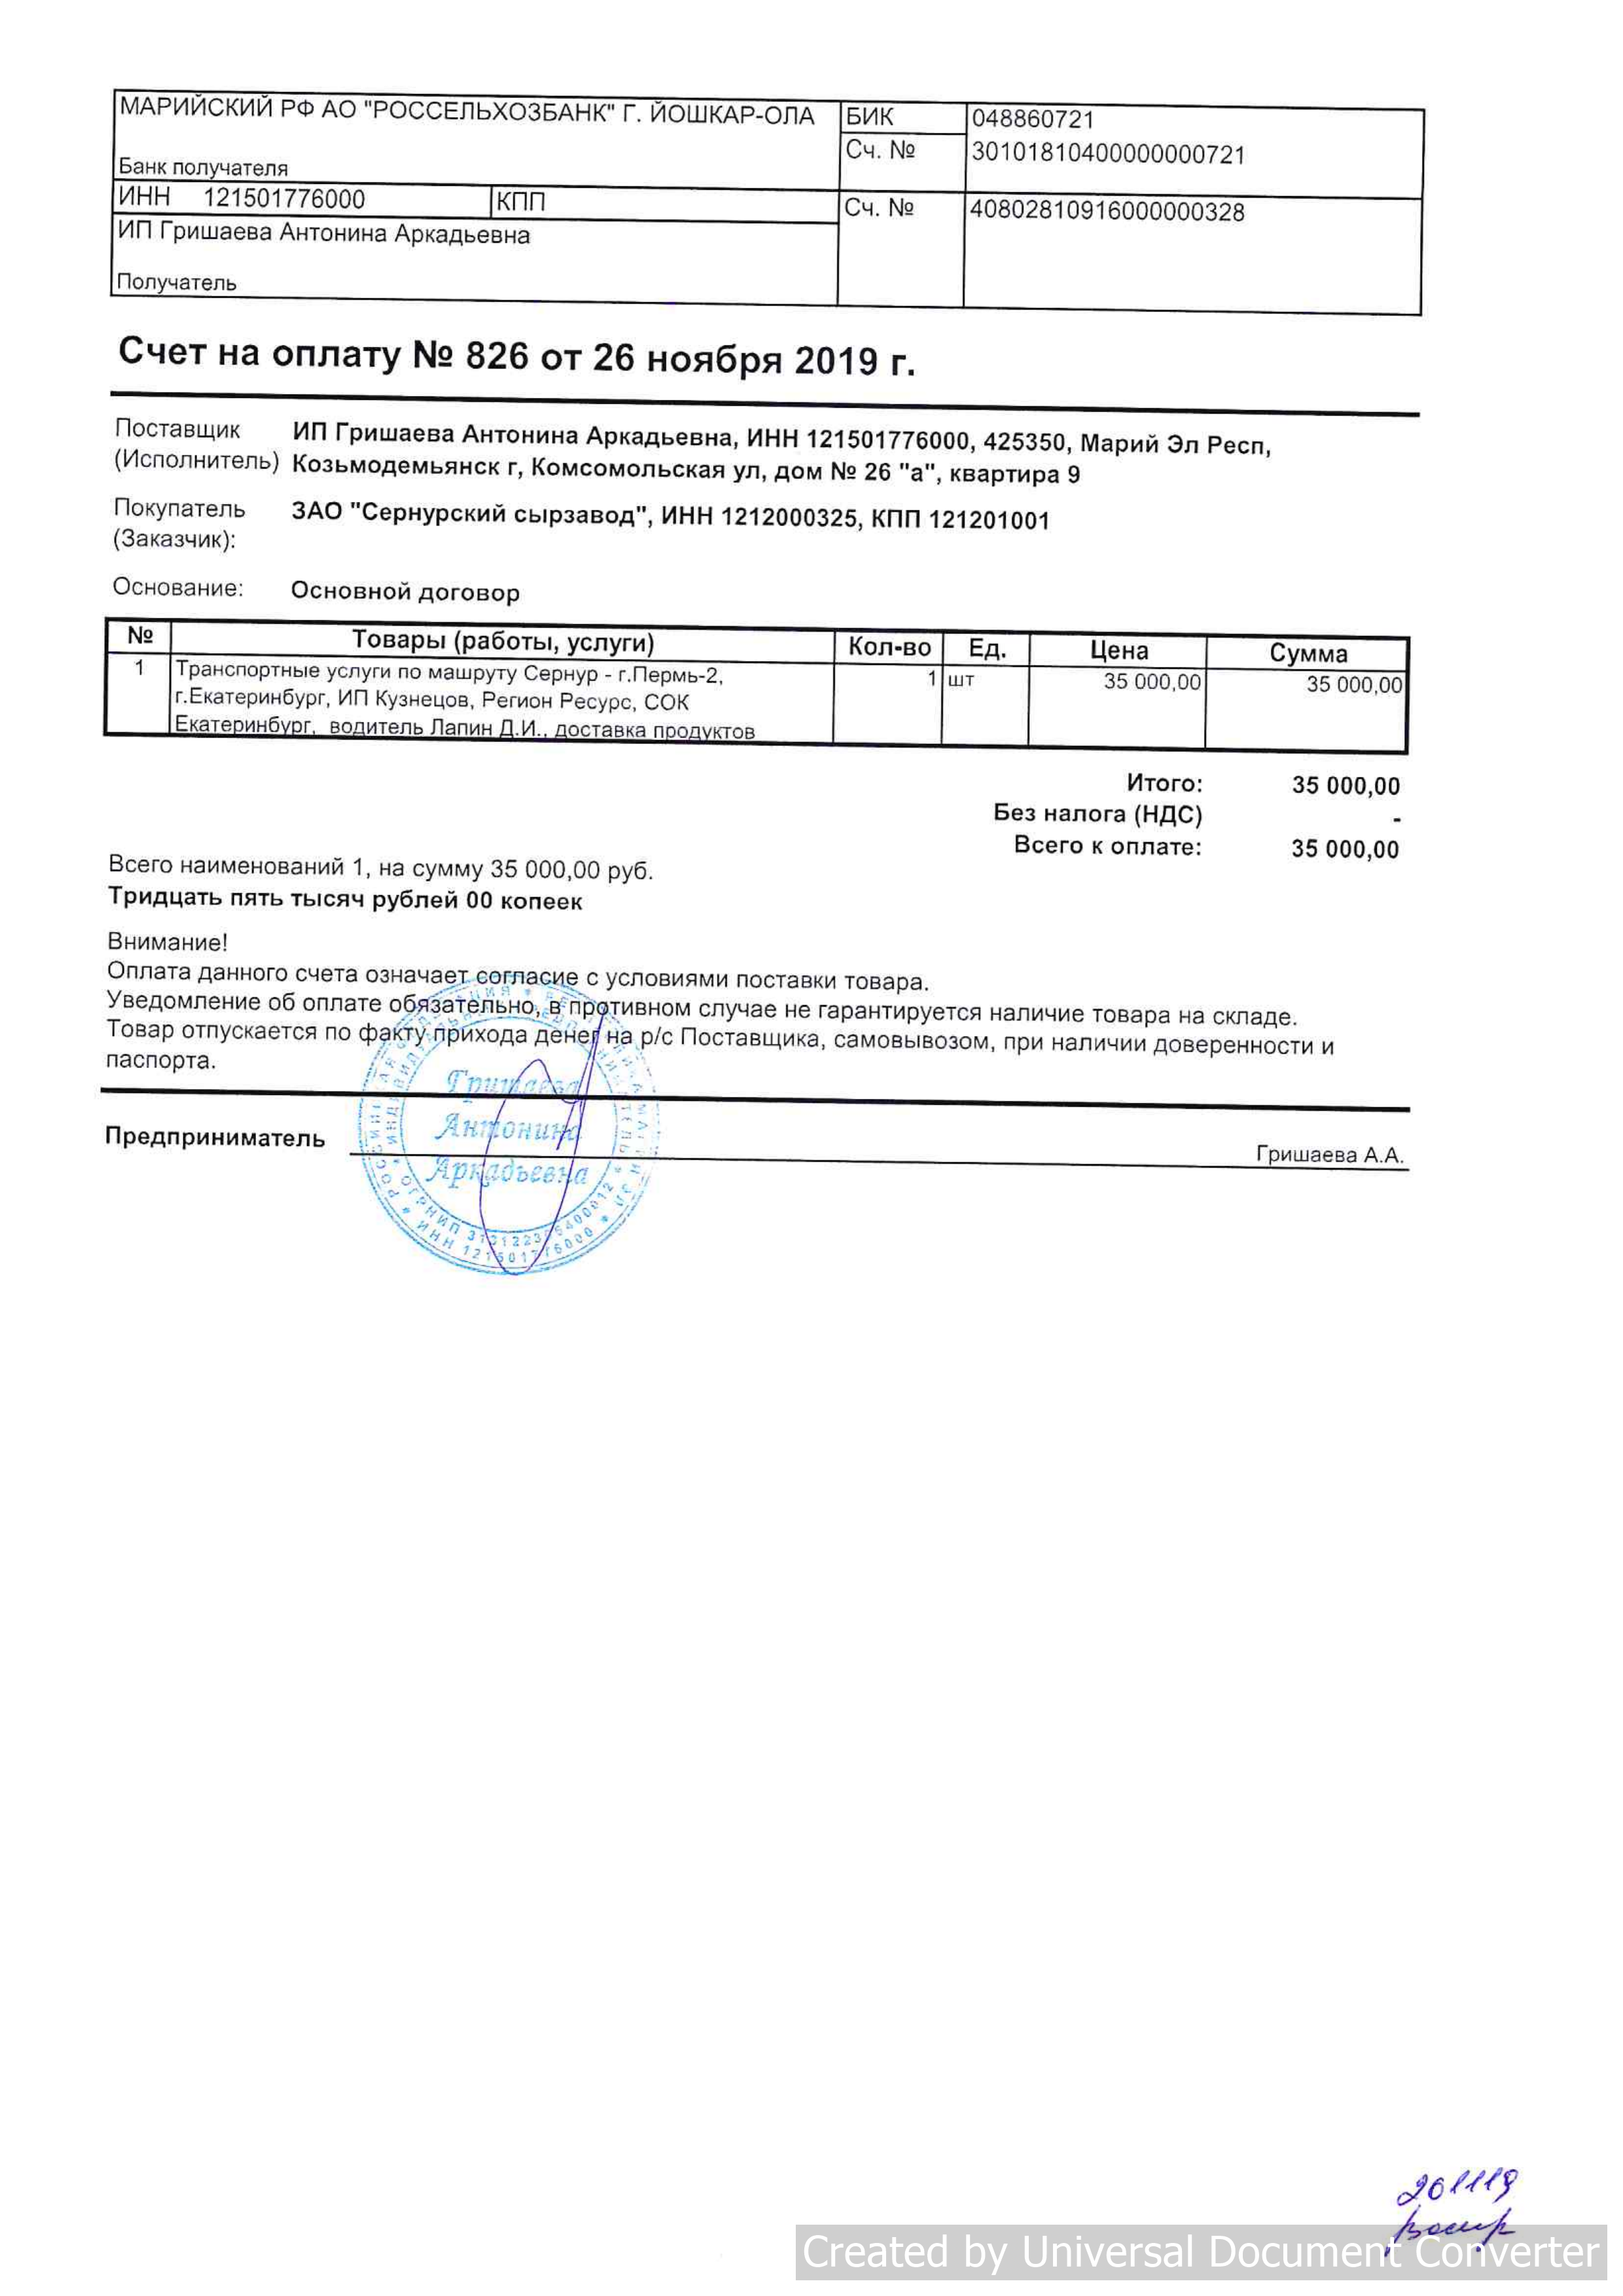 МАРИЙСКИЙ РФ АО "РОССЕЛЬХОЗБАНК" Г. ЙОШКАР-ОЛА
БИК 048860721
Сч. № 30101810400000000721
Банк получателя
ИНН 121501776000 КПП
Сч. № 40802810916000000328
ИП Гришаева Антонина Аркадьевна
Получатель
Счет на оплату № 826 от 26 ноября 2019 г.
Поставщик (Исполнитель) ИП Гришаева Антонина Аркадьевна, ИНН 121501776000, 425350, Марий Эл Респ,
Козьмодемьянск г, Комсомольская ул, дом № 26 "а", квартира 9
Покупатель (Заказчик): ЗАО "Сернурский сырзавод", ИНН 1212000325, КПП 121201001
Основание: Основной договор
№ Товары (работы, услуги) Кол-во Ед. Цена Сумма
1 Транспортные услуги по машруту Сернур - г.Пермь-2, 1 шт 35 000,00 35 000,00
г.Екатеринбург, ИП Кузнецов, Регион Ресурс, СОК
Екатеринбург, водитель Лапин Д.И., доставка продуктов
Итого: 35 000,00
Без налога (НДС) -
Всего к оплате: 35 000,00
Всего наименований 1, на сумму 35 000,00 руб.
Тридцать пять тысяч рублей 00 копеек
Внимание!
Оплата данного счета означает согласие с условиями поставки товара.
Уведомление об оплате обязательно, в противном случае не гарантируется наличие товара на складе.
Товар отпускается по факту прихода денег на р/с Поставщика, самовывозом, при наличии доверенности и
паспорта.
Гришаева
Антонина
Аркадьевна
ИНН 121501776000
Предприниматель Гришаева А.А.
261119
Created by Universal Document Converter